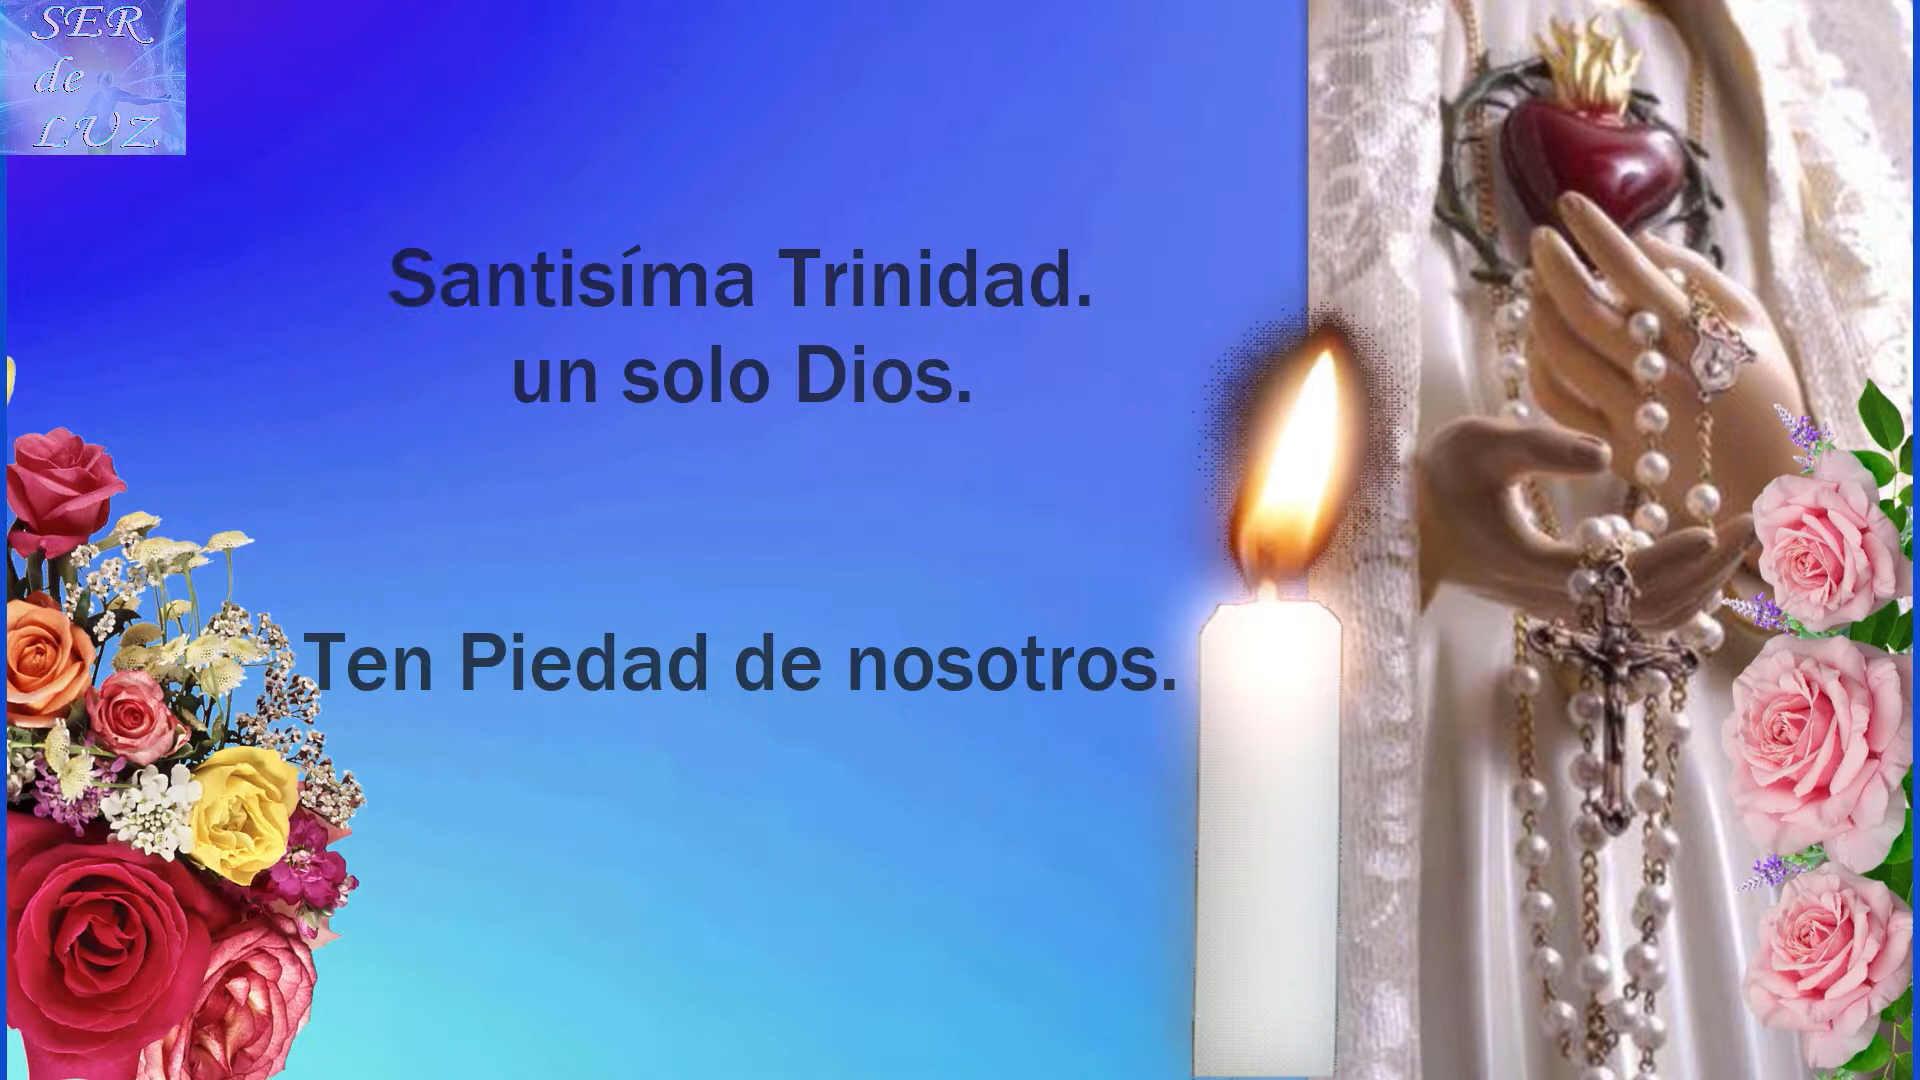 SER
de
LUZ
Santisíma Trinidad.
un solo Dios.
Ten Piedad de nosotros.